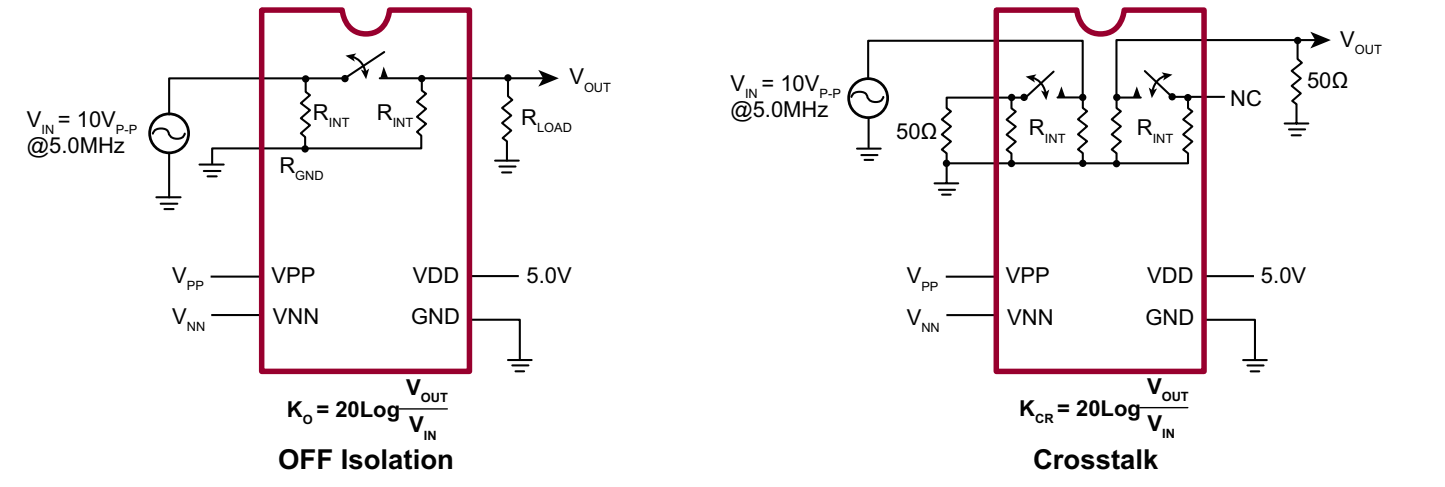 V_IN = 10V_P-P
@5.0MHz
R_INT
R_INT
R_GND
R_LOAD
V_OUT
V_PP
VPP
VDD
5.0V
V_NN
VNN
GND
K_O = 20Log V_OUT / V_IN
OFF Isolation
V_IN = 10V_P-P
@5.0MHz
50Ω
R_INT
R_INT
NC
50Ω
V_OUT
V_PP
VPP
VDD
5.0V
V_NN
VNN
GND
K_CR = 20Log V_OUT / V_IN
Crosstalk